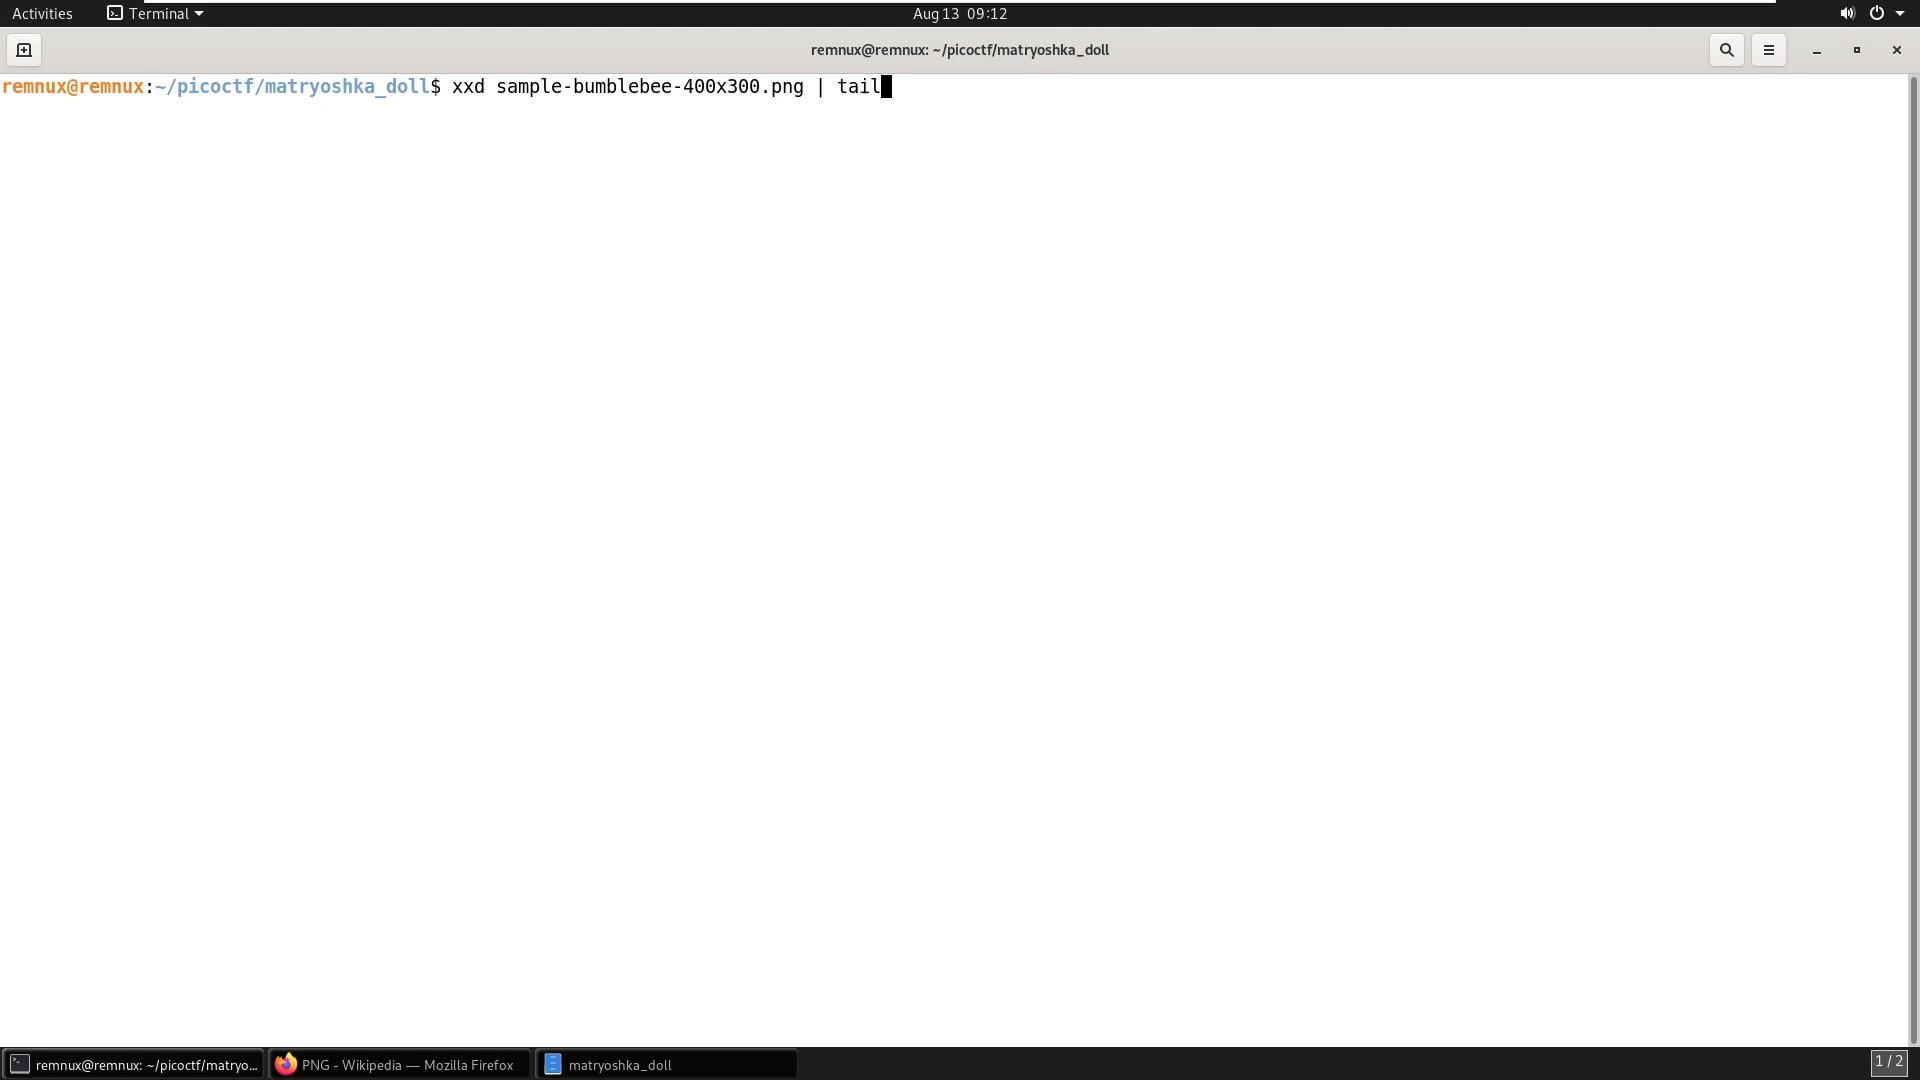 Activities Terminal Aug 13 09:12
remnux@remnux: ~/picoctf/matryoshka_doll
remnux@remnux:~/picoctf/matryoshka_doll$ xxd sample-bumblebee-400x300.png | tail
remnux@remnux: ~/picoctf/matryo... PNG - Wikipedia — Mozilla Firefox matryoshka_doll 1 / 2